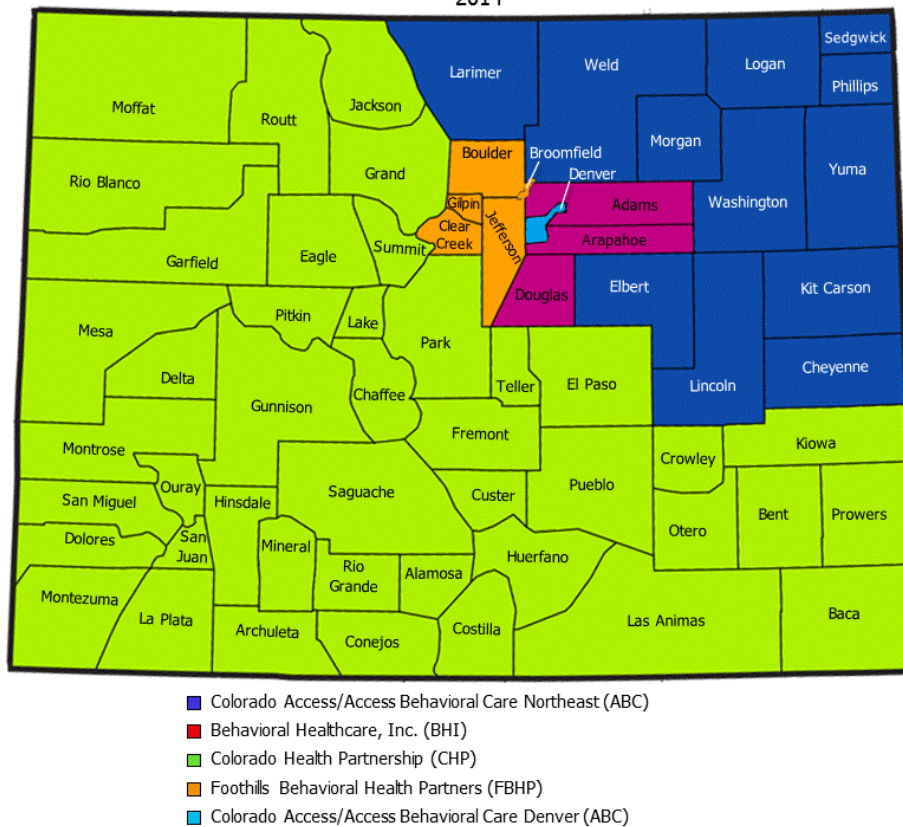 2014
Sedgwick
Larimer
Weld
Logan
Phillips
Moffat
Jackson
Routt
Morgan
Boulder
Broomfield
Denver
Yuma
Grand
Rio Blanco
Gilpin
Adams
Washington
Clear
Creek
Jefferson
Summit
Arapahoe
Eagle
Garfield
Elbert
Kit Carson
Douglas
Pitkin
Lake
Mesa
Park
Cheyenne
Delta
Teller
El Paso
Lincoln
Chaffee
Gunnison
Fremont
Kiowa
Montrose
Crowley
Ouray
Pueblo
Saguache
Custer
San Miguel
Hinsdale
Bent
Prowers
Otero
Dolores
San
Juan
Mineral
Huerfano
Rio
Grande
Alamosa
Montezuma
La Plata
Baca
Las Animas
Costilla
Archuleta
Conejos
Colorado Access/Access Behavioral Care Northeast (ABC)
Behavioral Healthcare, Inc. (BHI)
Colorado Health Partnership (CHP)
Foothills Behavioral Health Partners (FBHP)
Colorado Access/Access Behavioral Care Denver (ABC)